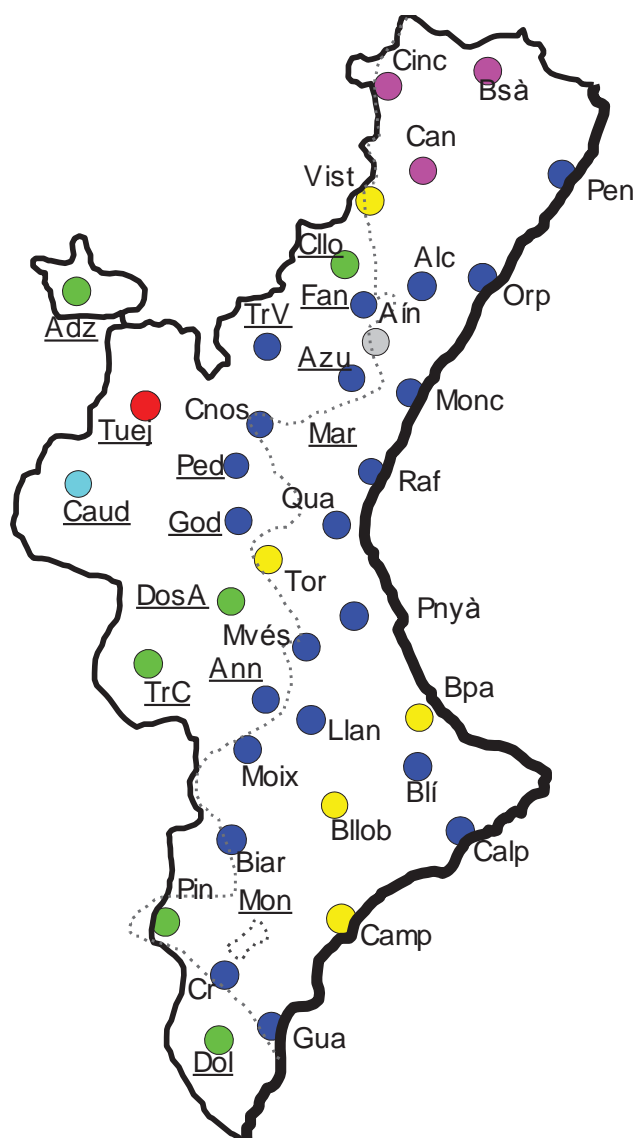 Cinc
Bsà
Can
Vist
Pen
Cllo
Alc
Orp
Fan
Adz
TrV
Aín
Azu
Monc
Cnos
Mar
Tuej
Ped
Raf
Caud
Qua
God
Tor
DosA
Pnyà
Mvés
Ann
TrC
Bpa
Llan
Moix
Blí
Bllob
Calp
Biar
Pin
Mon
Camp
Cr
Gua
Dol